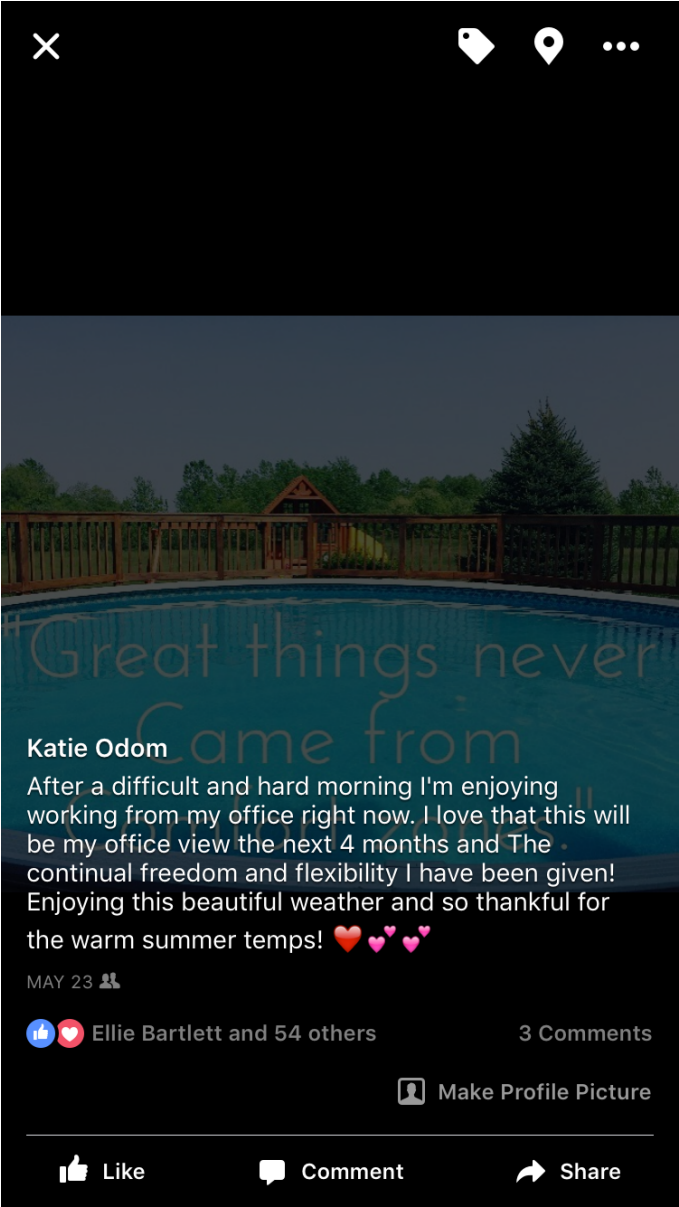 "Great things never
Came from
Comfort zones."
Katie Odom
After a difficult and hard morning I'm enjoying
working from my office right now. I love that this will
be my office view the next 4 months and The
continual freedom and flexibility I have been given!
Enjoying this beautiful weather and so thankful for
the warm summer temps! ❤️💕💕
MAY 23
Ellie Bartlett and 54 others 3 Comments
Make Profile Picture
Like Comment Share